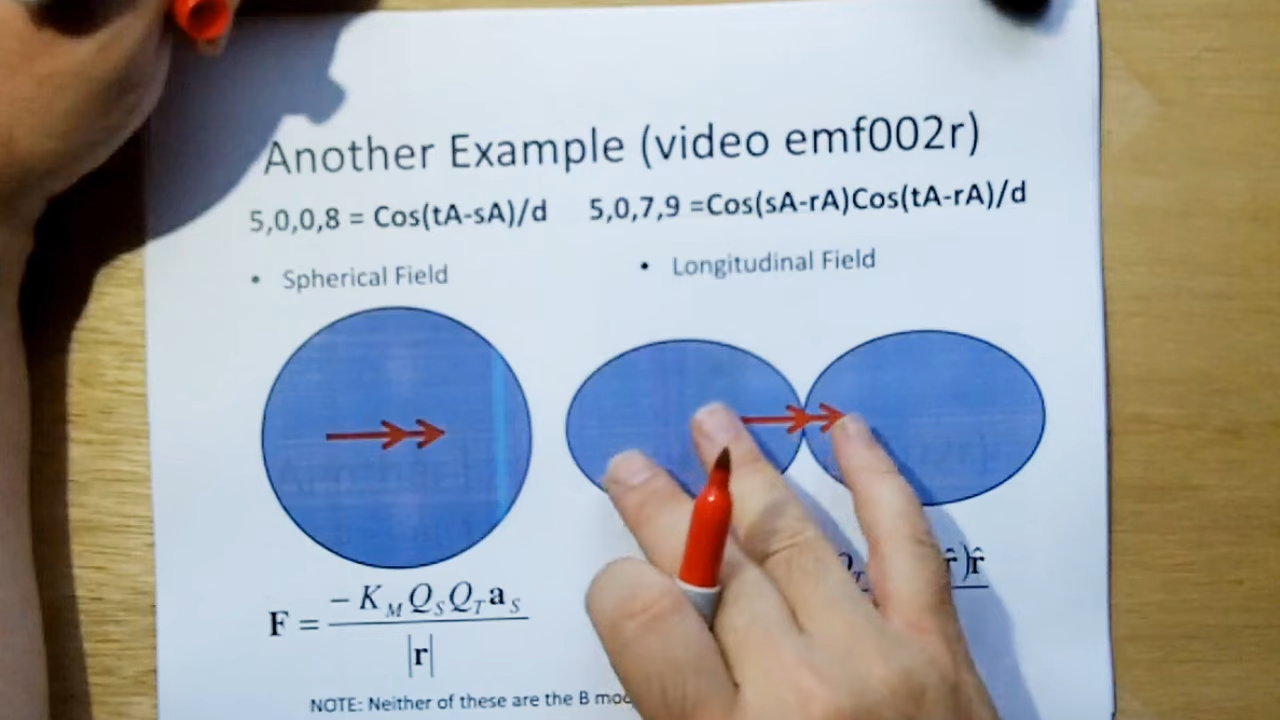 Another Example (video emf002r)
5,0,0,8 = Cos(tA-sA)/d
5,0,7,9 =Cos(sA-rA)Cos(tA-rA)/d
• Spherical Field
• Longitudinal Field
F = − K_M Q_S Q_T a_S / |r|
r̂)r̂
NOTE: Neither of these are the B